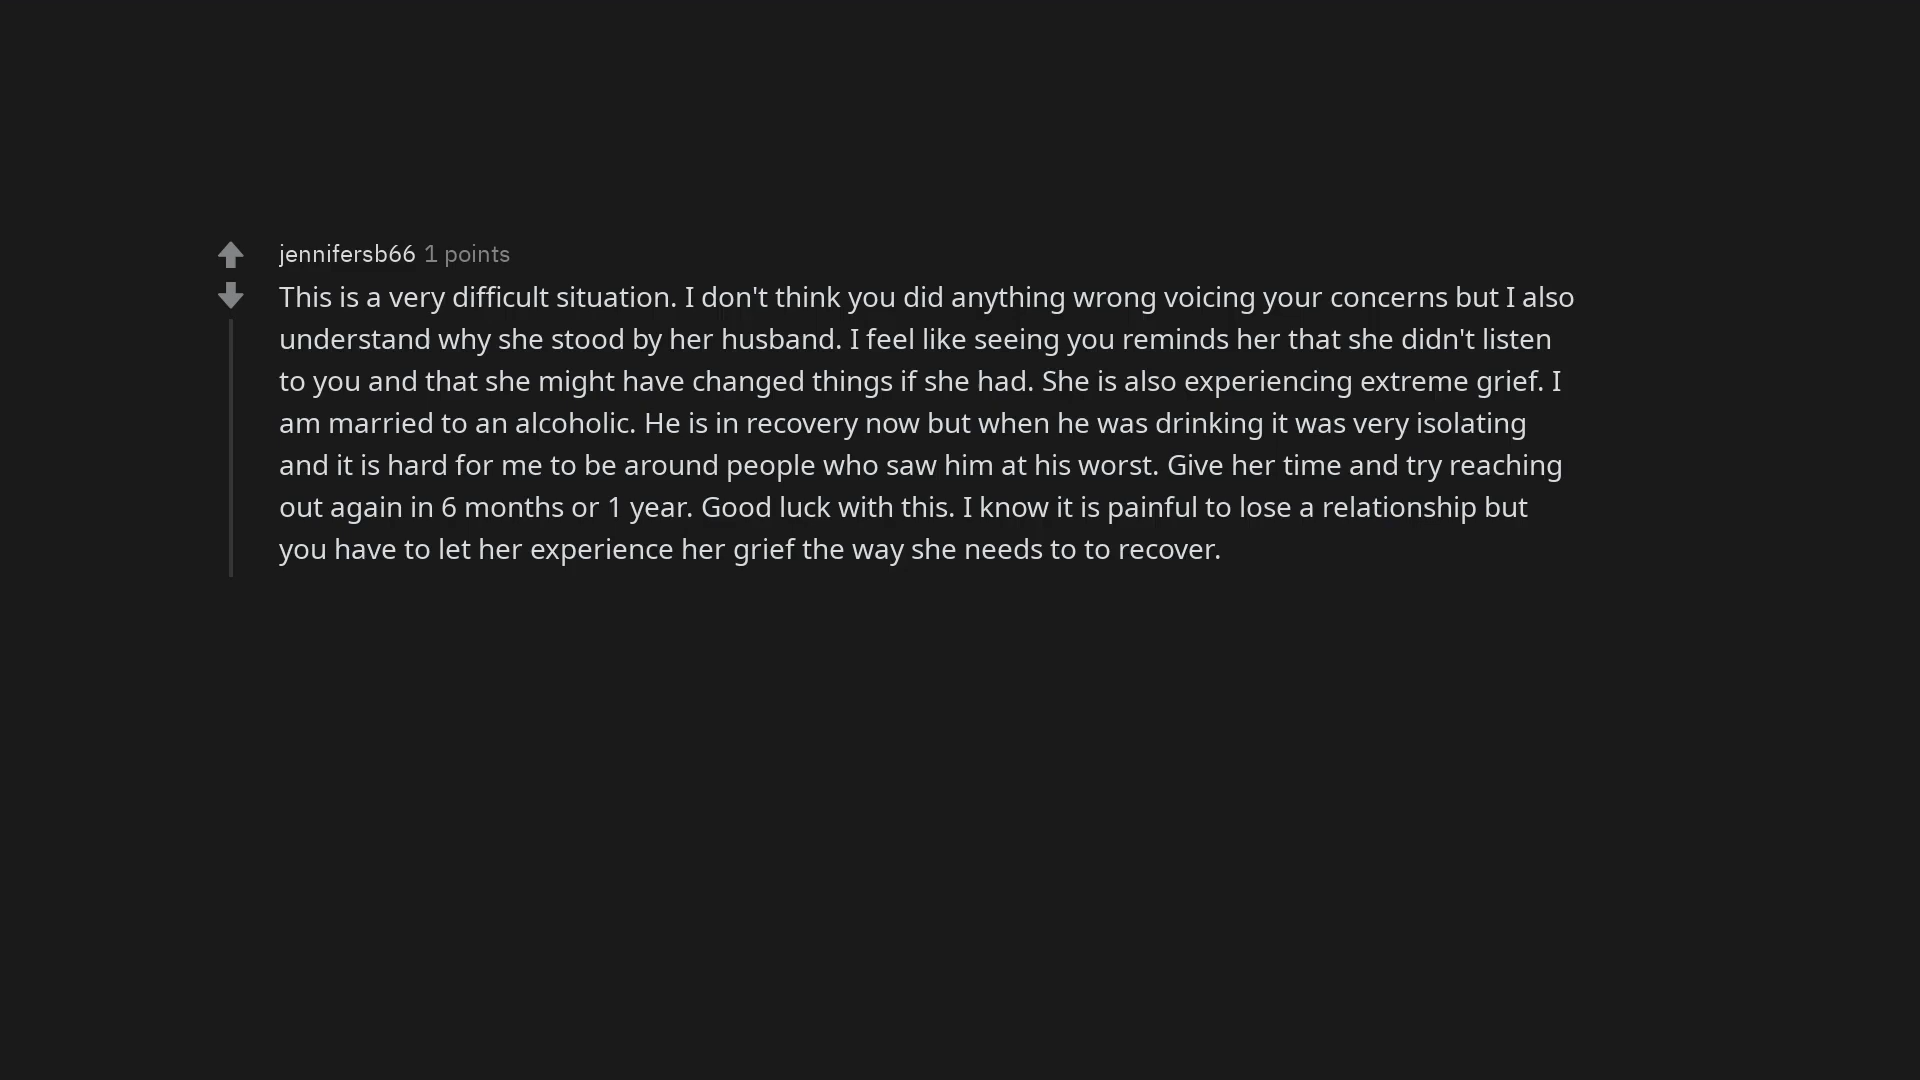 jennifersb66 1 points
This is a very difficult situation. I don't think you did anything wrong voicing your concerns but I also
understand why she stood by her husband. I feel like seeing you reminds her that she didn't listen
to you and that she might have changed things if she had. She is also experiencing extreme grief. I
am married to an alcoholic. He is in recovery now but when he was drinking it was very isolating
and it is hard for me to be around people who saw him at his worst. Give her time and try reaching
out again in 6 months or 1 year. Good luck with this. I know it is painful to lose a relationship but
you have to let her experience her grief the way she needs to to recover.